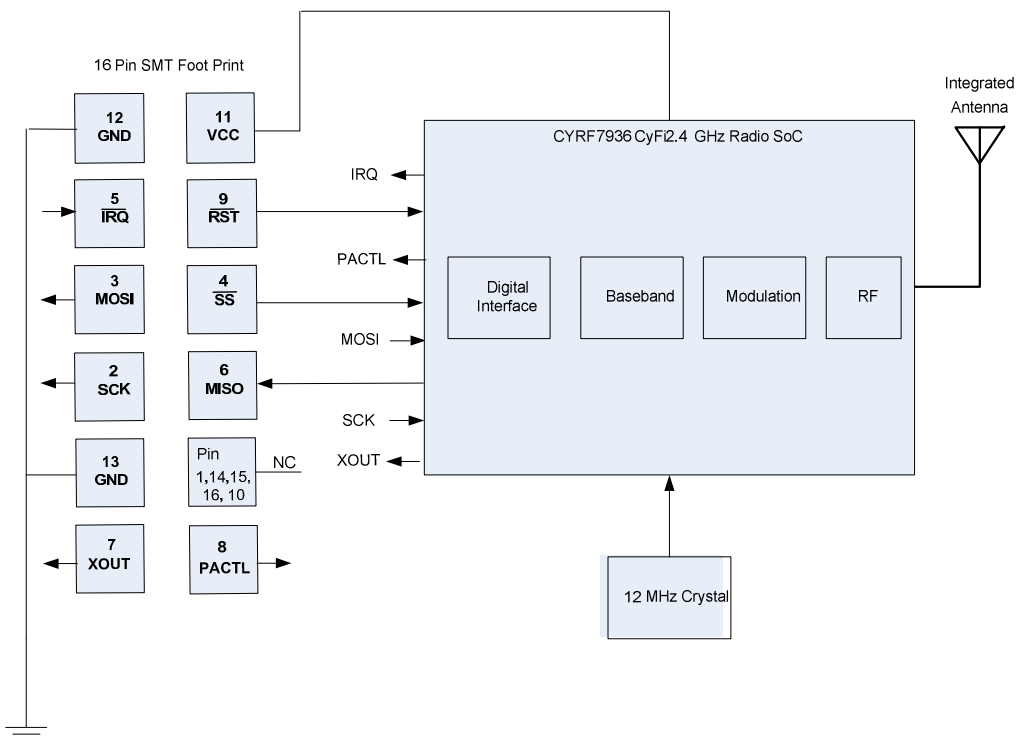 16 Pin SMT Foot Print
12
GND
11
VCC
5
IRQ
9
RST
3
MOSI
4
SS
2
SCK
6
MISO
13
GND
Pin
1,14,15,
16, 10
NC
7
XOUT
8
PACTL
IRQ
PACTL
MOSI
SCK
XOUT
CYRF7936 CyFi2.4 GHz Radio SoC
Digital
Interface
Baseband
Modulation
RF
Integrated
Antenna
12 MHz Crystal